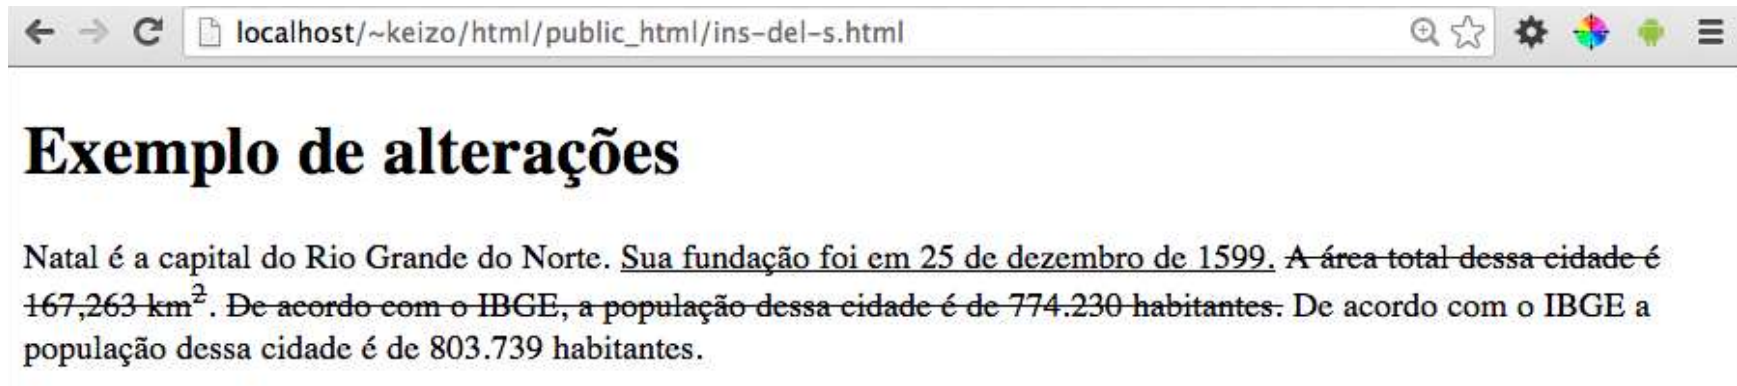 localhost/~keizo/html/public_html/ins-del-s.html
Exemplo de alterações
Natal é a capital do Rio Grande do Norte. Sua fundação foi em 25 de dezembro de 1599. A área total dessa cidade é
167,263 km². De acordo com o IBGE, a população dessa cidade é de 774.230 habitantes. De acordo com o IBGE a
população dessa cidade é de 803.739 habitantes.